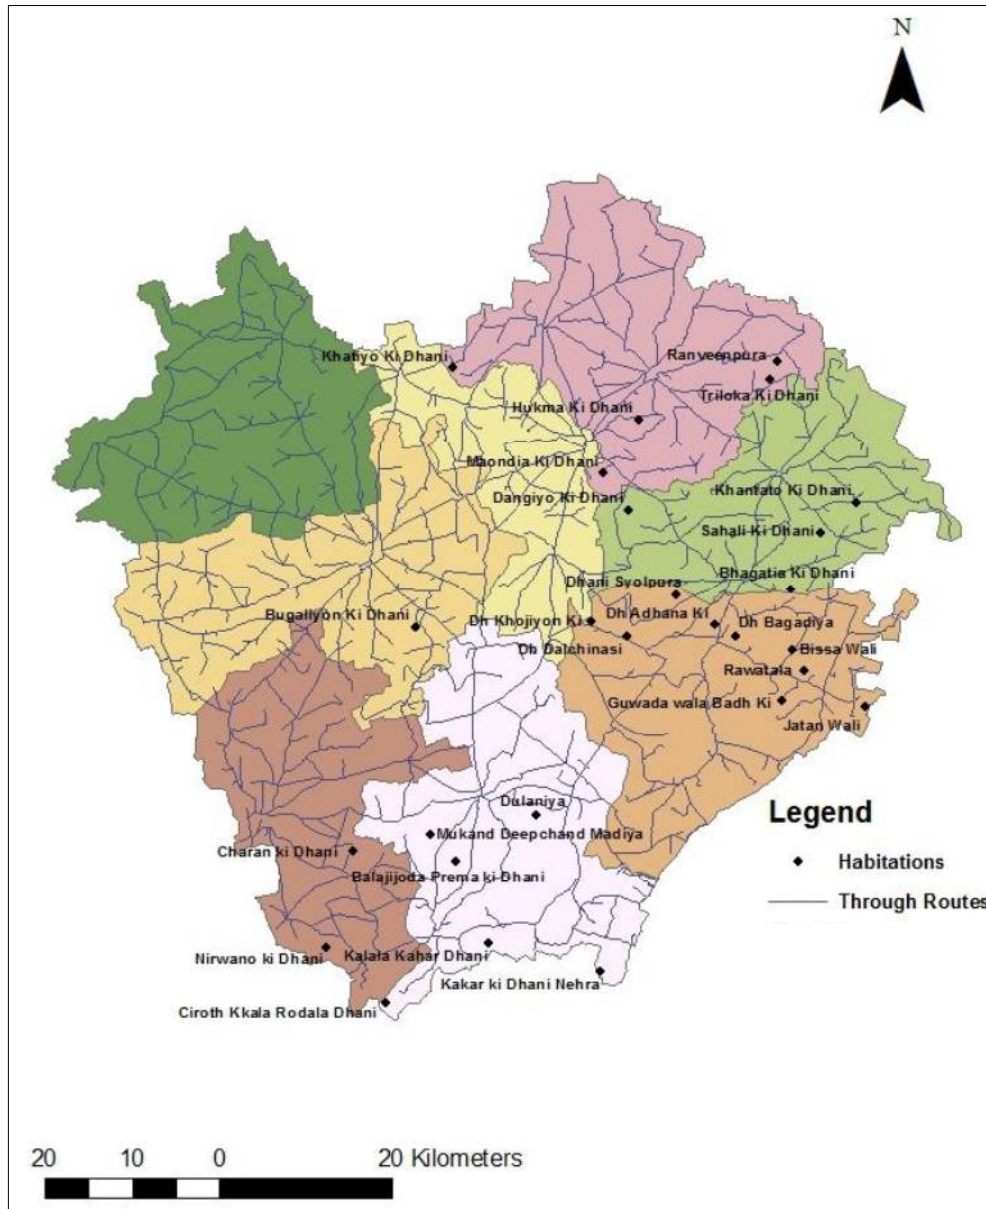 N
Khatiyo Ki Dhani
Ranveenpura
Triloka Ki Dhani
Hukma Ki Dhani
Maondia Ki Dhani
Dangiyo Ki Dhani
Khantato Ki Dhani
Sahali Ki Dhani
Bhagatia Ki Dhani
Dhani Syolpura
Bugaliyon Ki Dhani
Dh Khojiyon Ki
Dh Adhana KI
Dh Bagadiya
Dh Dalchinasi
Bissa Wali
Rawatala
Guwada wala Badh Ki
Jatan Wali
Dulaniya
Mukand Deepchand Madiya
Charan ki Dhani
Balajijoda Prema ki Dhani
Nirwano ki Dhani
Kalala Kahar Dhani
Kakar ki Dhani Nehra
Ciroth Kkala Rodala Dhani
Legend
Habitations
Through Routes
20 10 0 20 Kilometers